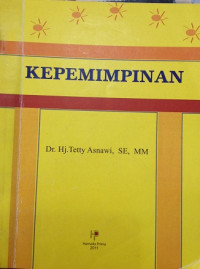 KEPEMIMPINAN
Dr. Hj.Tetty Asnawi, SE, MM